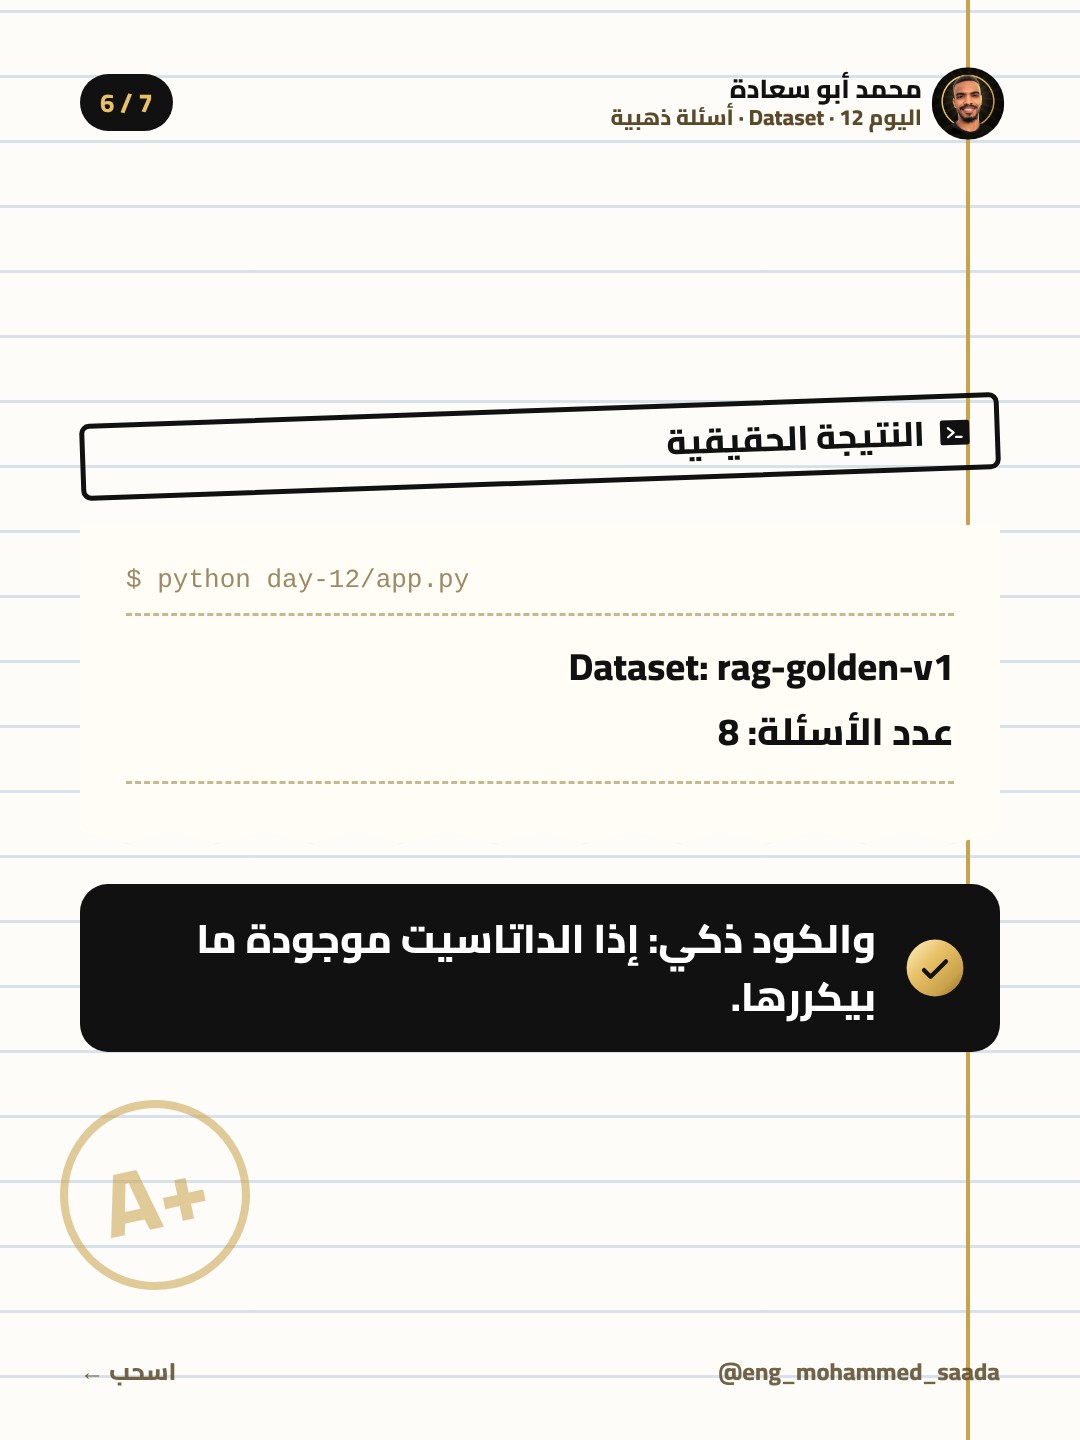 محمد أبو سعادة
اليوم 12 · Dataset · أسئلة ذهبية
6 / 7
النتيجة الحقيقية
$ python day-12/app.py
Dataset: rag-golden-v1
عدد الأسئلة: 8
والكود ذكي: إذا الداتاسيت موجودة ما
بيكررها.
A+
@eng_mohammed_saada
اسحب ←